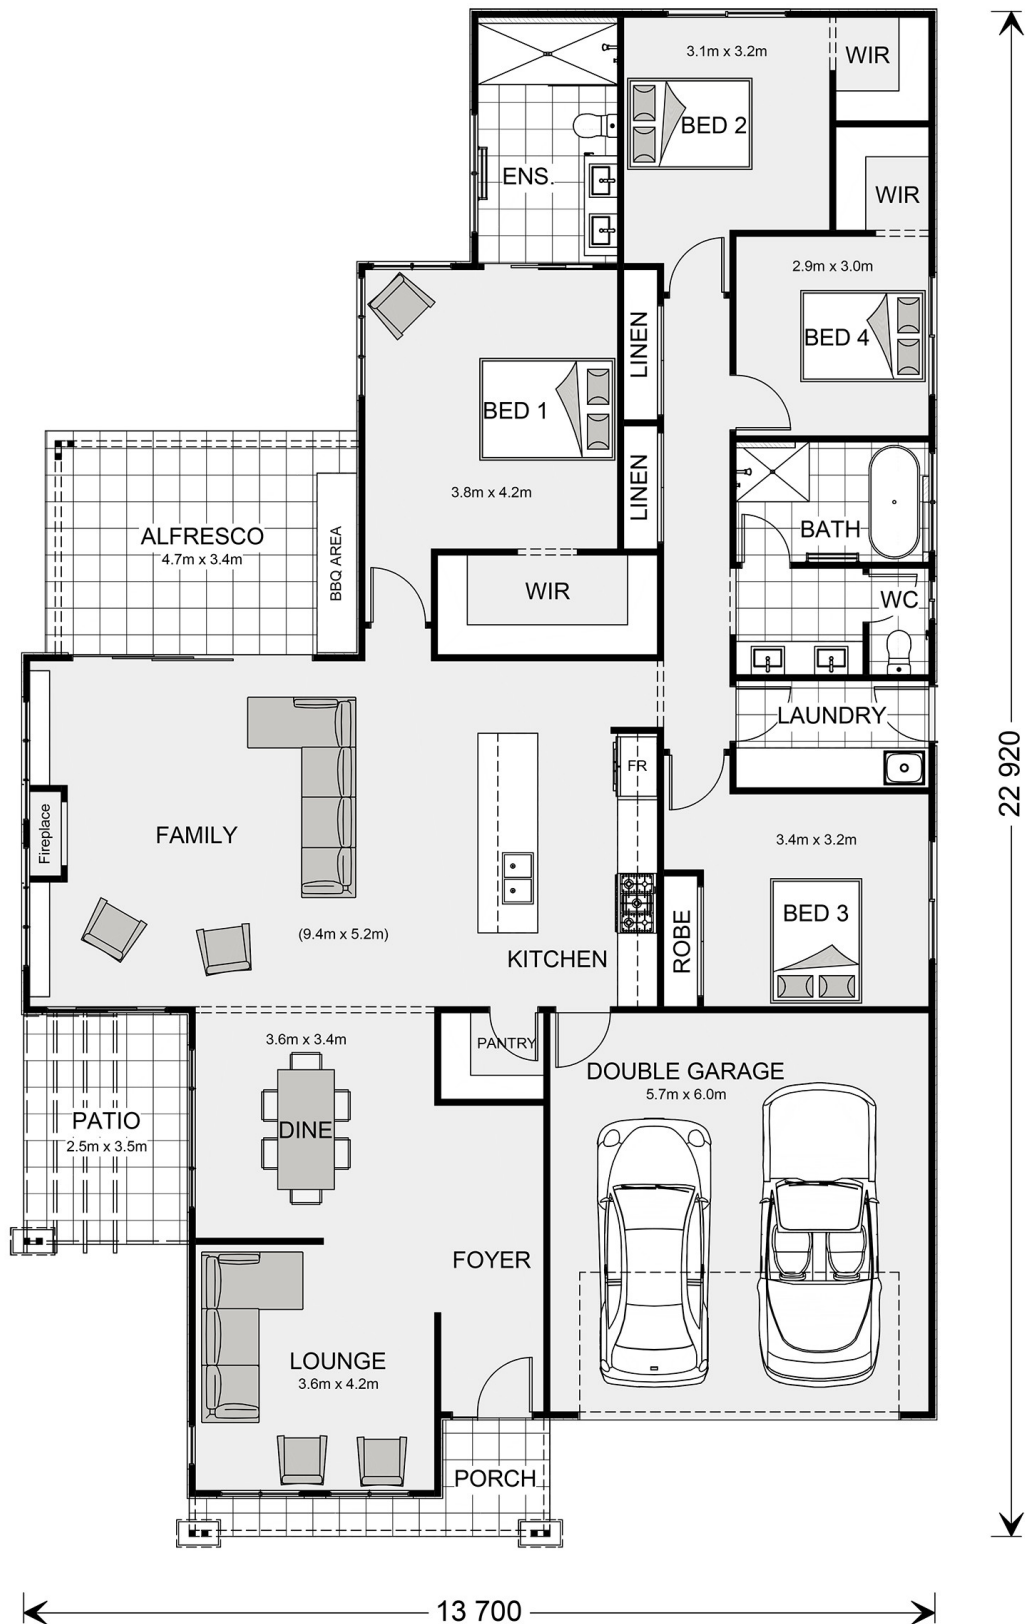 3.1m x 3.2m
WIR
BED 2
ENS.
WIR
2.9m x 3.0m
BED 4
LINEN
BED 1
3.8m x 4.2m
LINEN
ALFRESCO
4.7m x 3.4m
BBQ AREA
BATH
WIR
WC
LAUNDRY
FR
22 920
Fireplace
FAMILY
3.4m x 3.2m
BED 3
(9.4m x 5.2m)
KITCHEN
ROBE
3.6m x 3.4m
PANTRY
DOUBLE GARAGE
5.7m x 6.0m
PATIO
2.5m x 3.5m
DINE
FOYER
LOUNGE
3.6m x 4.2m
PORCH
13 700